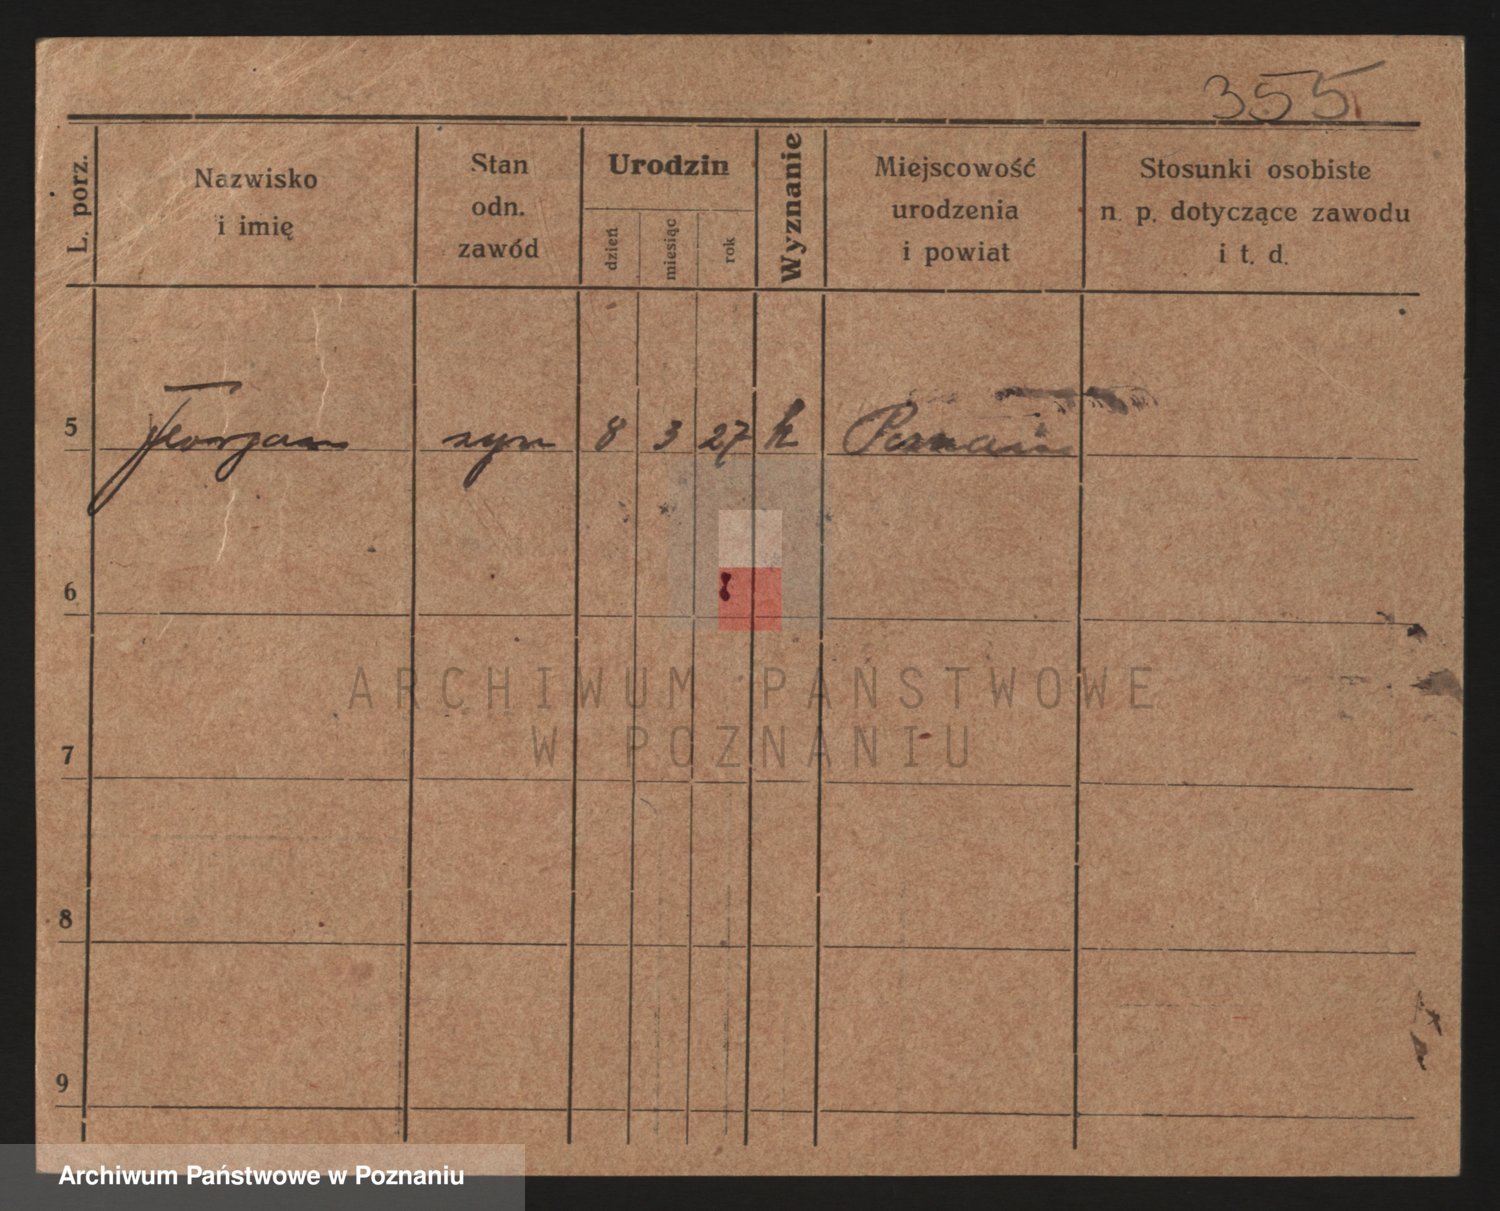 355
L. porz.
Nazwisko
i imię
Stan
odn.
zawód
Urodzin
dzień
miesiąc
rok
Wyznanie
Miejscowość
urodzenia
i powiat
Stosunki osobiste
n. p. dotyczące zawodu
i t. d.
5 syn 8 3 27 k Poznań
6
7
8
9
ARCHIWUM PAŃSTWOWE
W POZNANIU
Archiwum Państwowe w Poznaniu